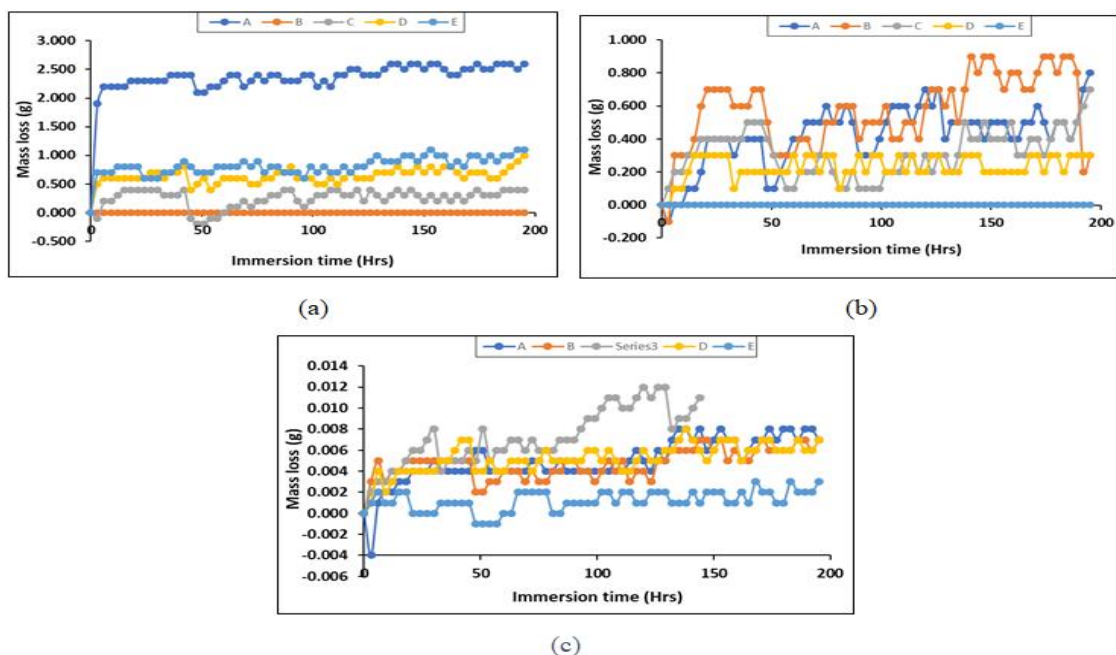 A B C D E
3.000
2.500
2.000
1.500
1.000
0.500
0.000
-0.500
0 50 100 150 200
Mass loss (g)
Immersion time (Hrs)
(a)
A B C D E
1.000
0.800
0.600
0.400
0.200
0.000
-0.200
0 50 100 150 200
Mass loss (g)
Immersion time (Hrs)
(b)
A B Series3 D E
0.014
0.012
0.010
0.008
0.006
0.004
0.002
0.000
-0.002
-0.004
-0.006
0 50 100 150 200
Mass loss (g)
Immersion time (Hrs)
(c)